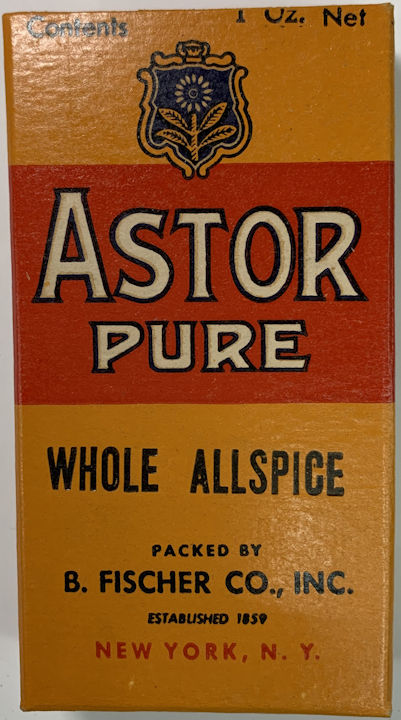 Contents 1 Oz. Net
ASTOR
PURE
WHOLE ALLSPICE
PACKED BY
B. FISCHER CO., INC.
ESTABLISHED 1859
NEW YORK, N. Y.